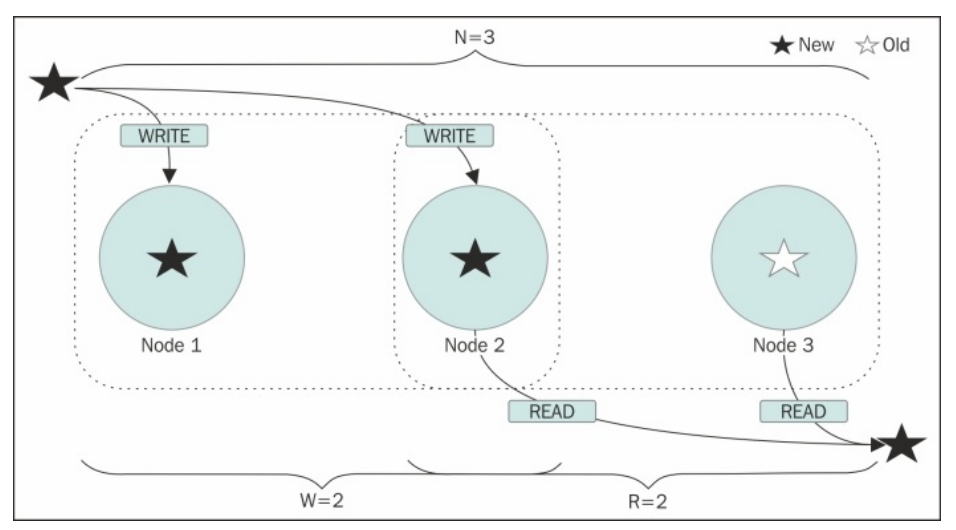 N=3
New
Old
WRITE
WRITE
Node 1
Node 2
Node 3
READ
READ
W=2
R=2